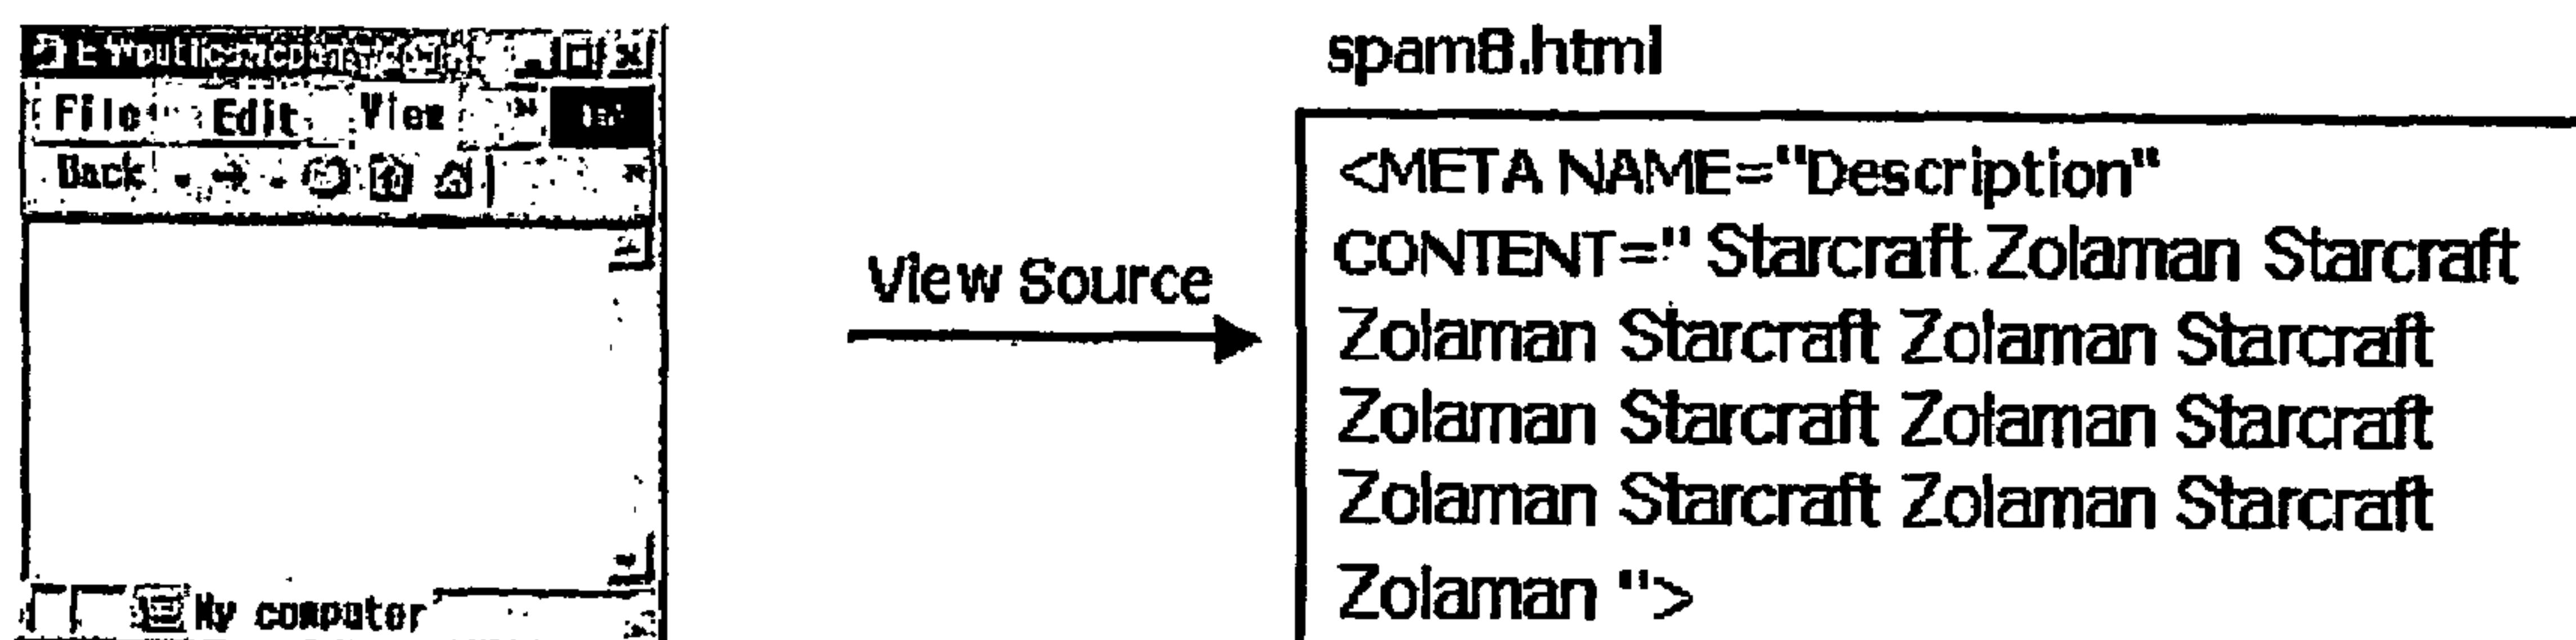 File Edit View
Back
My computer
View Source
spam8.html
<META NAME="Description"
CONTENT=" Starcraft Zolaman Starcraft
Zolaman Starcraft Zolaman Starcraft
Zolaman Starcraft Zolaman Starcraft
Zolaman Starcraft Zolaman Starcraft
Zolaman ">